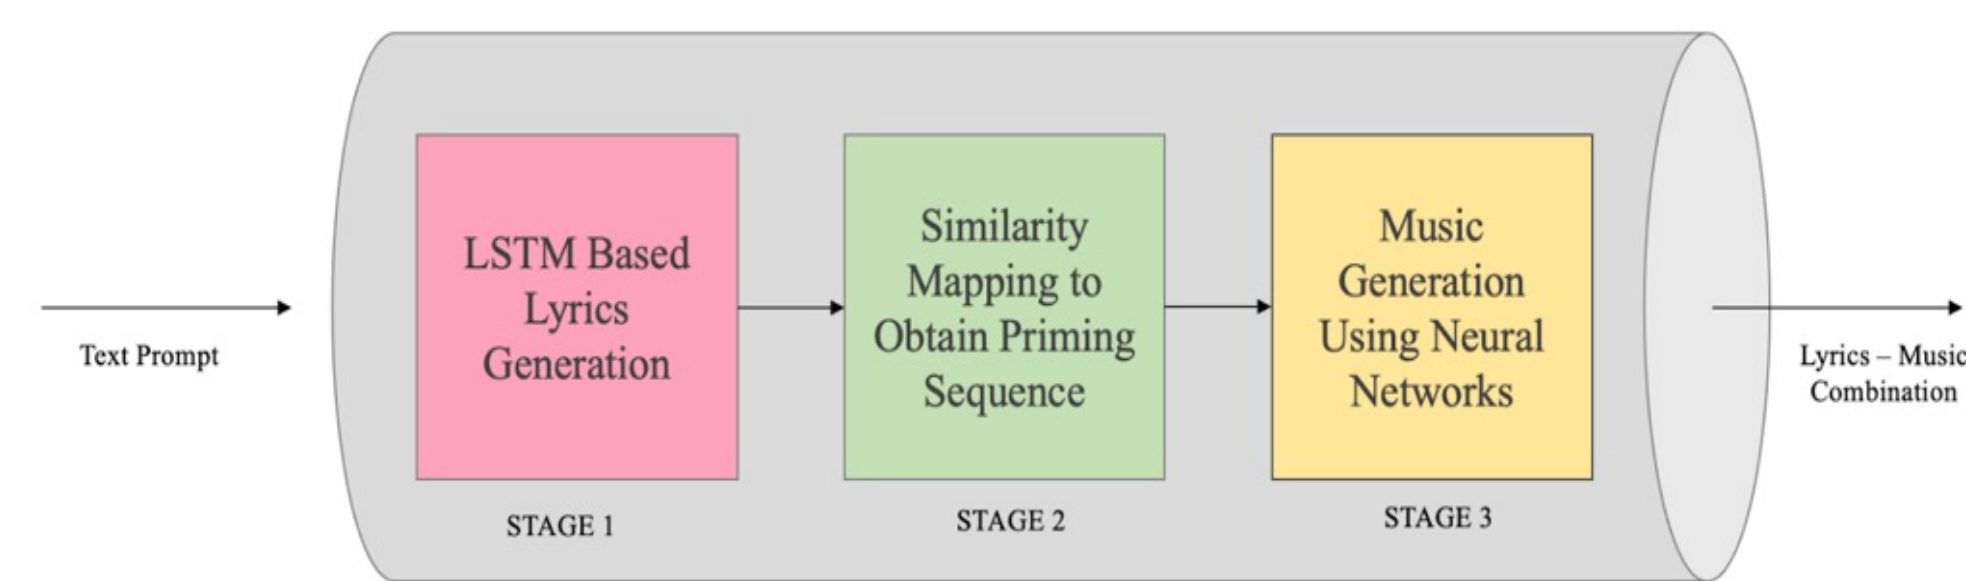 Text Prompt
LSTM Based
Lyrics
Generation
STAGE 1
Similarity
Mapping to
Obtain Priming
Sequence
STAGE 2
Music
Generation
Using Neural
Networks
STAGE 3
Lyrics – Music
Combination